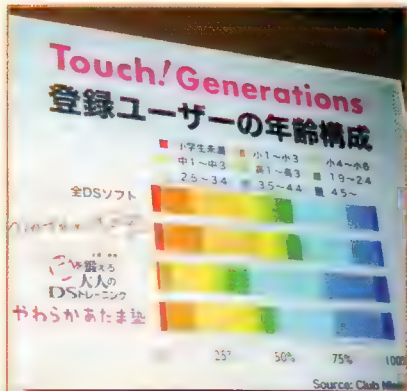 Touch! Generations
登録ユーザーの年齢構成
小学生未満 小1〜小3 小4〜小6
中1〜中3 高1〜高3 19〜24
25〜34 35〜44 45〜
全DSソフト
を鍛える
大人の
DSトレーニング
やわらかあたま塾
25% 50% 75% 100%
Source: Club